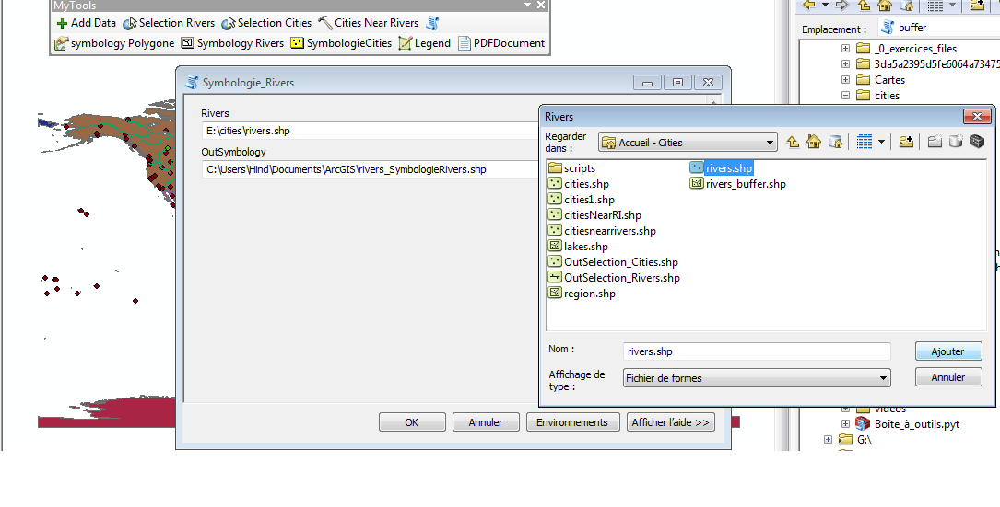 MyTools
Add Data Selection Rivers Selection Cities Cities Near Rivers
symbology Polygone Symbology Rivers SymbologieCities Legend PDFDocument
Emplacement : buffer
_0_exercices_files
3da5a2395d5fe6064a73475
Cartes
cities
Symbologie_Rivers
Rivers
E:\cities\rivers.shp
OutSymbology
C:\Users\Hind\Documents\ArcGIS\rivers_SymbologieRivers.shp
OK Annuler Environnements Afficher l'aide >>
Rivers
Regarder dans : Accueil - Cities
scripts
cities.shp
cities1.shp
citiesNearRI.shp
citiesnearrivers.shp
lakes.shp
OutSelection_Cities.shp
OutSelection_Rivers.shp
region.shp
rivers.shp
rivers_buffer.shp
Nom : rivers.shp
Ajouter
Affichage de type : Fichier de formes
Annuler
videos
Boîte_à_outils.pyt
G:\